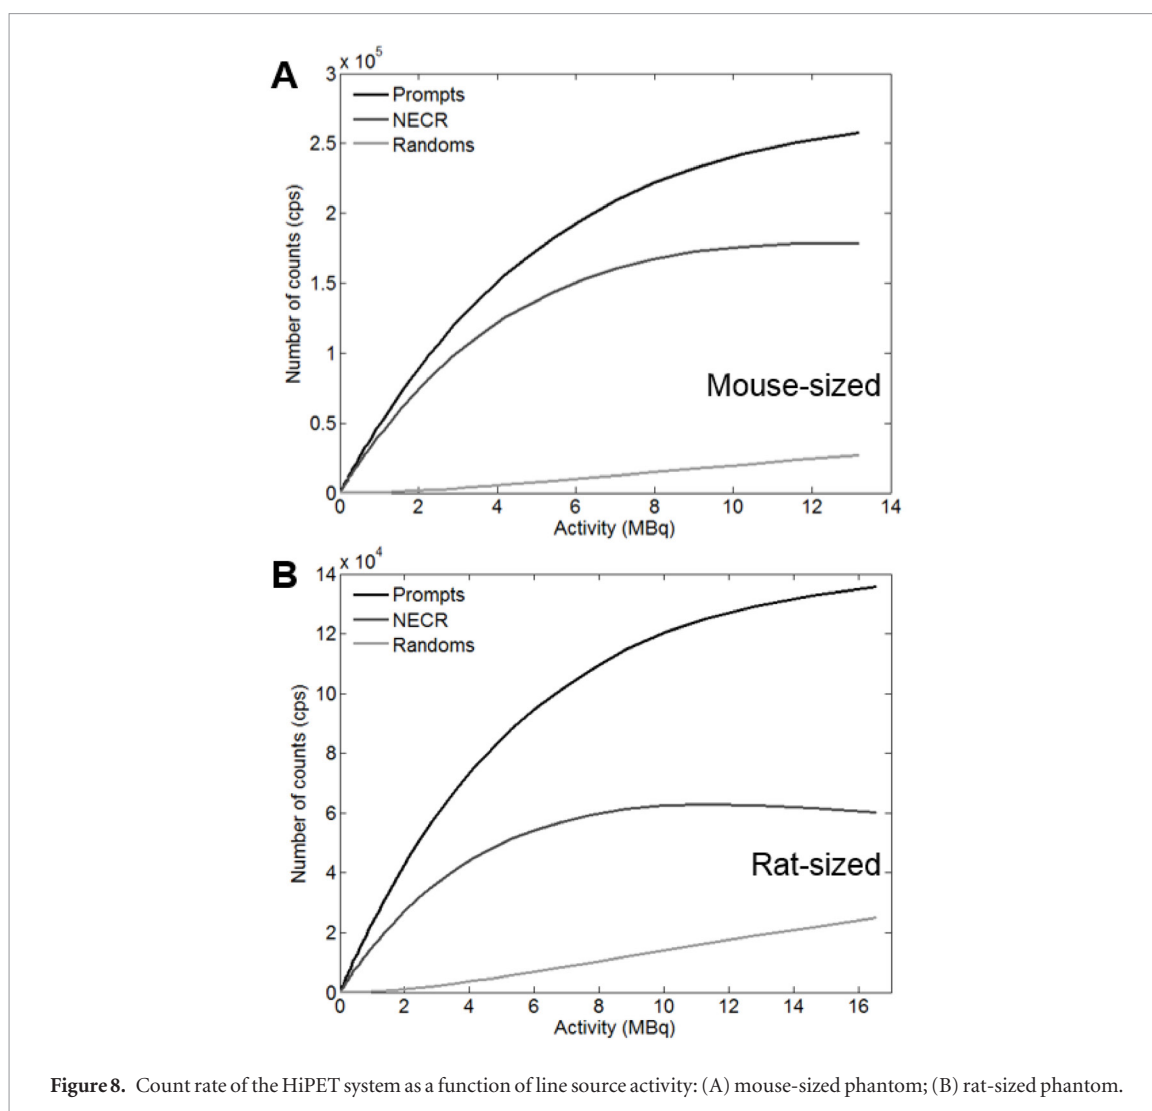 A
x 10^5
3
Prompts
NECR
Randoms
2.5
2
1.5
1
0.5
0
Number of counts (cps)
Mouse-sized
0 2 4 6 8 10 12 14
Activity (MBq)
B
x 10^4
14
Prompts
NECR
Randoms
12
10
8
6
4
2
0
Number of counts (cps)
Rat-sized
0 2 4 6 8 10 12 14 16
Activity (MBq)
Figure 8. Count rate of the HiPET system as a function of line source activity: (A) mouse-sized phantom; (B) rat-sized phantom.